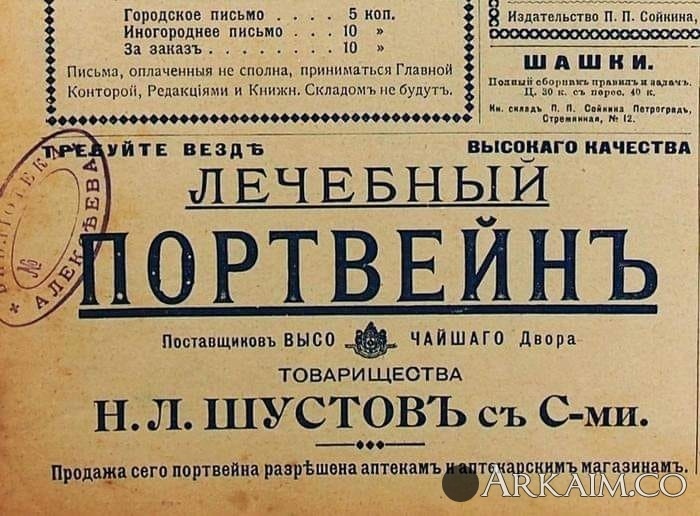 Городское письмо . . . . 5 коп.
Иногороднее письмо . . . 10 »
За заказъ . . . . . . . 10 »
Письма, оплаченныя не сполна, приниматься Главной
Конторой, Редакціями и Книжн. Складомъ не будутъ.
Издательство П. П. Сойкина,
ШАШКИ.
Полный сборникъ правилъ и задачъ.
Ц. 30 к. съ перес. 40 к.
Кн. складъ П. П. Сойкина Петроградъ,
Стремянная, № 12.
БИБЛІОТЕКА
№
АЛЕКСѢЕВА
ТРЕБУЙТЕ ВЕЗДѢ
ВЫСОКАГО КАЧЕСТВА
ЛЕЧЕБНЫЙ
ПОРТВЕЙНЪ
Поставщиковъ ВЫСОЧАЙШАГО Двора
ТОВАРИЩЕСТВА
Н. Л. ШУСТОВЪ съ С-ми.
Продажа сего портвейна разрѣшена аптекамъ и аптекарскимъ магазинамъ.
ARKAIM.CO